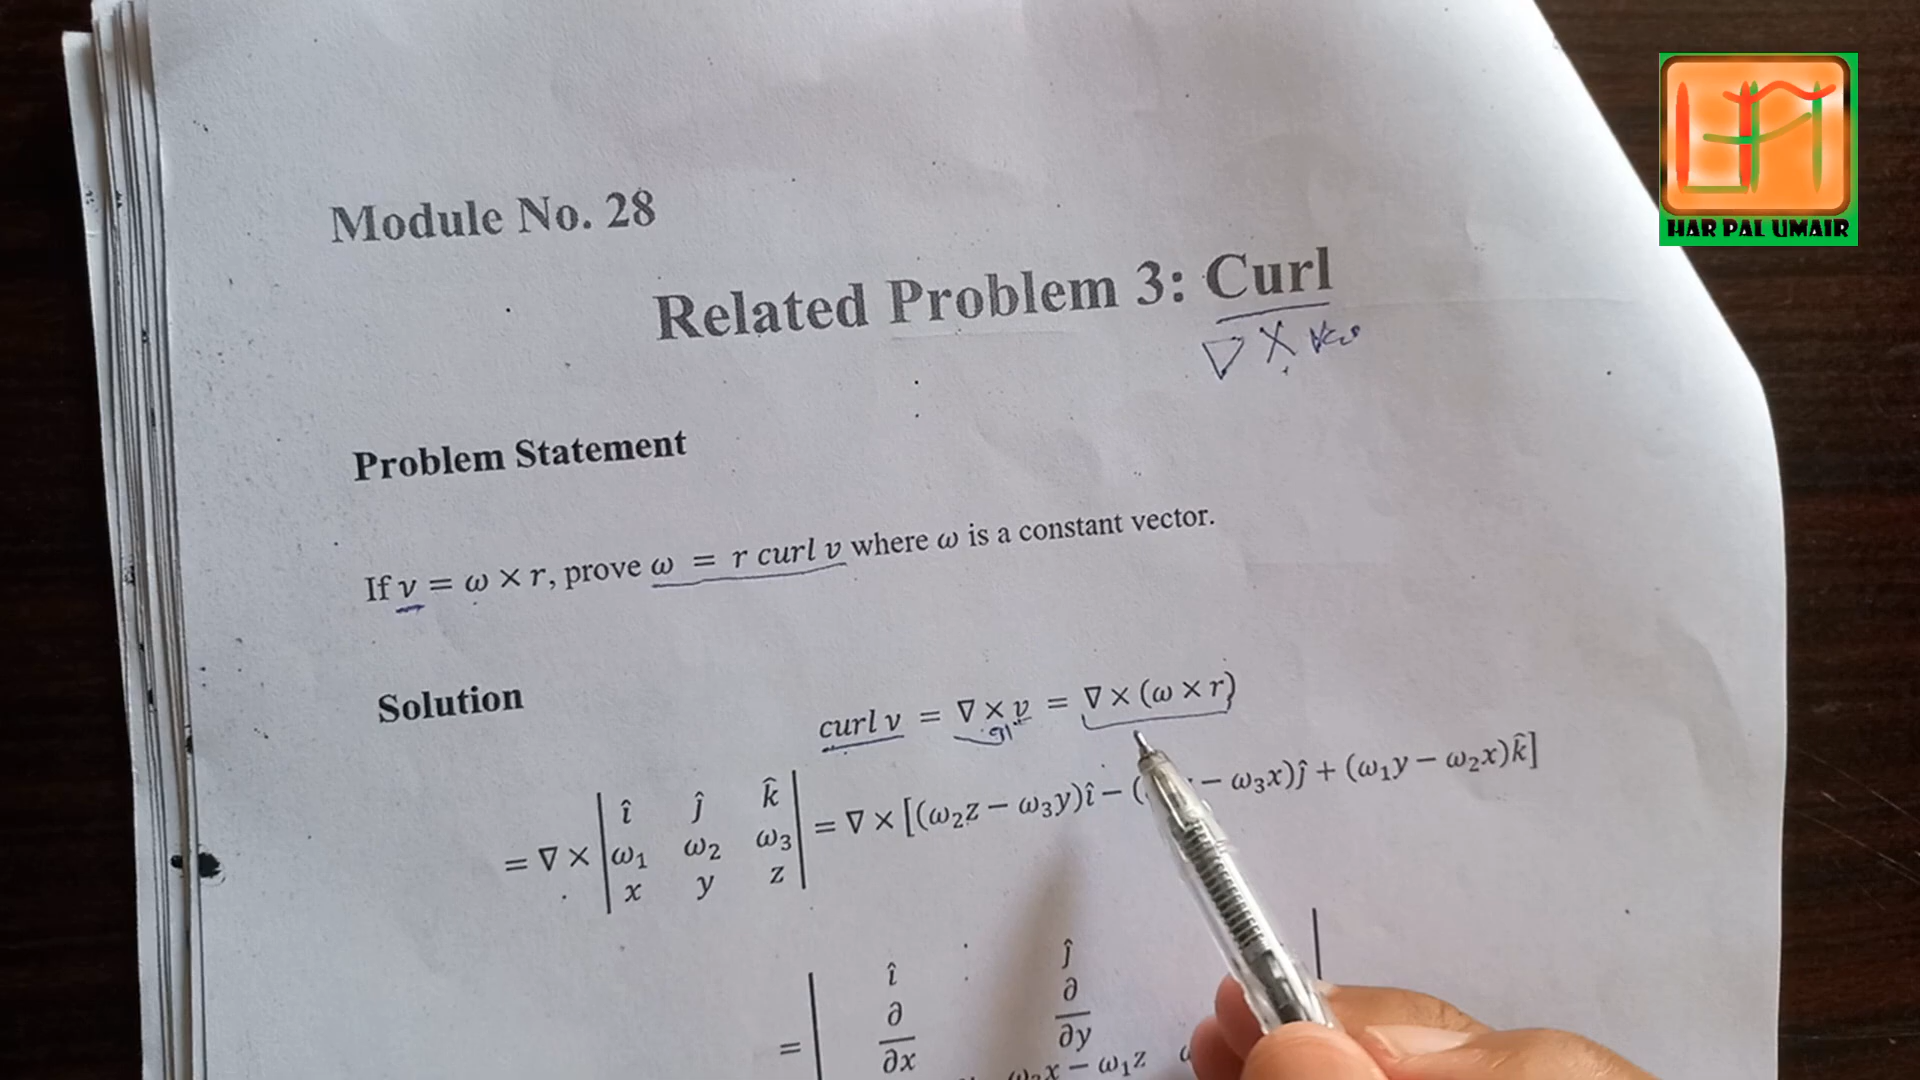 HAR PAL UMAIR
Module No. 28
Related Problem 3: Curl
∇ ×
Problem Statement
If v = ω × r, prove ω = r curl v where ω is a constant vector.
Solution
curl v = ∇ × v = ∇ × (ω × r)
= ∇ × | î ĵ k̂ | = ∇ × [(ω₂z − ω₃y)î − ( − ω₃x)ĵ + (ω₁y − ω₂x)k̂]
| ω₁ ω₂ ω₃ |
| x y z |
= | î ĵ |
∂/∂x ∂/∂y
x − ω₁z